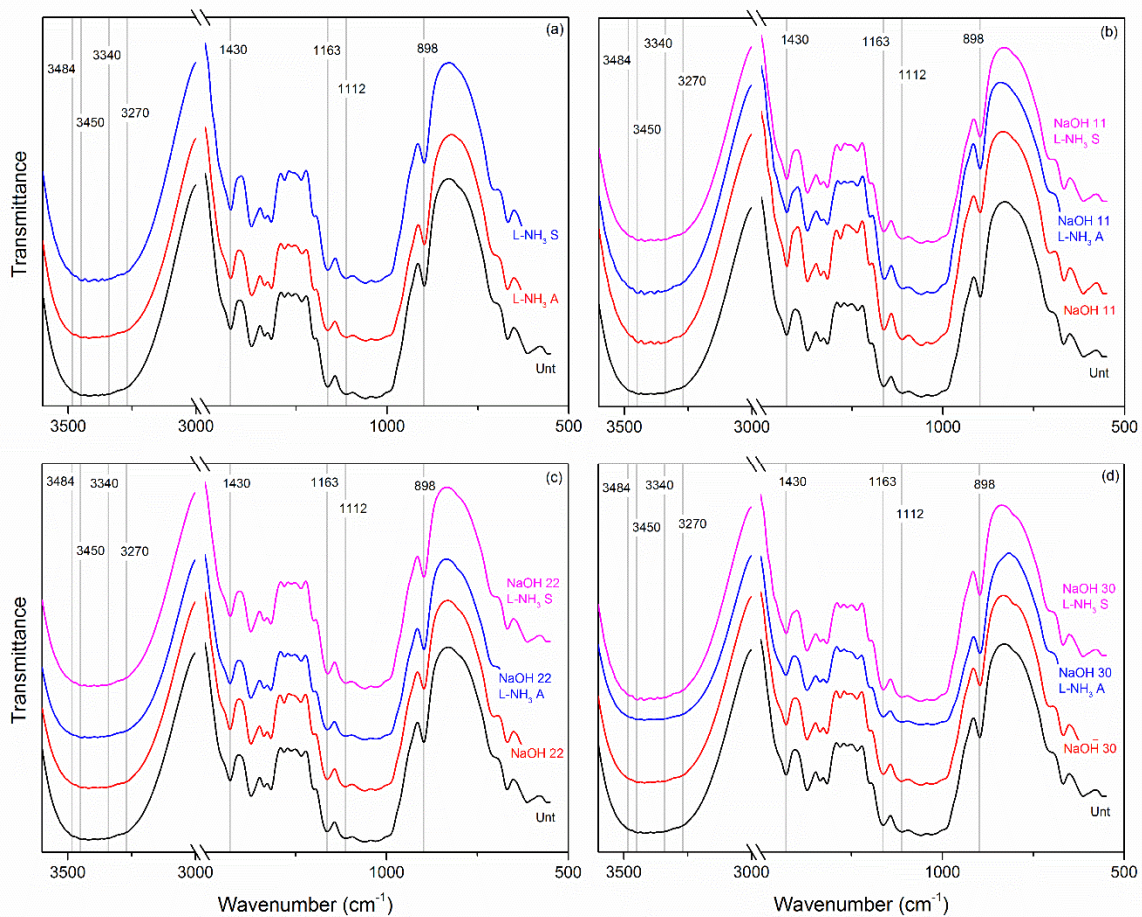 (a)
3484
3450
3340
3270
1430
1163
1112
898
L-NH₃ S
L-NH₃ A
Unt
3500
3000
1000
500
Transmittance
(b)
3484
3450
3340
3270
1430
1163
1112
898
NaOH 11
L-NH₃ S
NaOH 11
L-NH₃ A
NaOH 11
Unt
3500
3000
1000
500
(c)
3484
3450
3340
3270
1430
1163
1112
898
NaOH 22
L-NH₃ S
NaOH 22
L-NH₃ A
NaOH 22
Unt
3500
3000
1000
500
Transmittance
Wavenumber (cm⁻¹)
(d)
3484
3450
3340
3270
1430
1163
1112
898
NaOH 30
L-NH₃ S
NaOH 30
L-NH₃ A
NaOH 30
Unt
3500
3000
1000
500
Wavenumber (cm⁻¹)